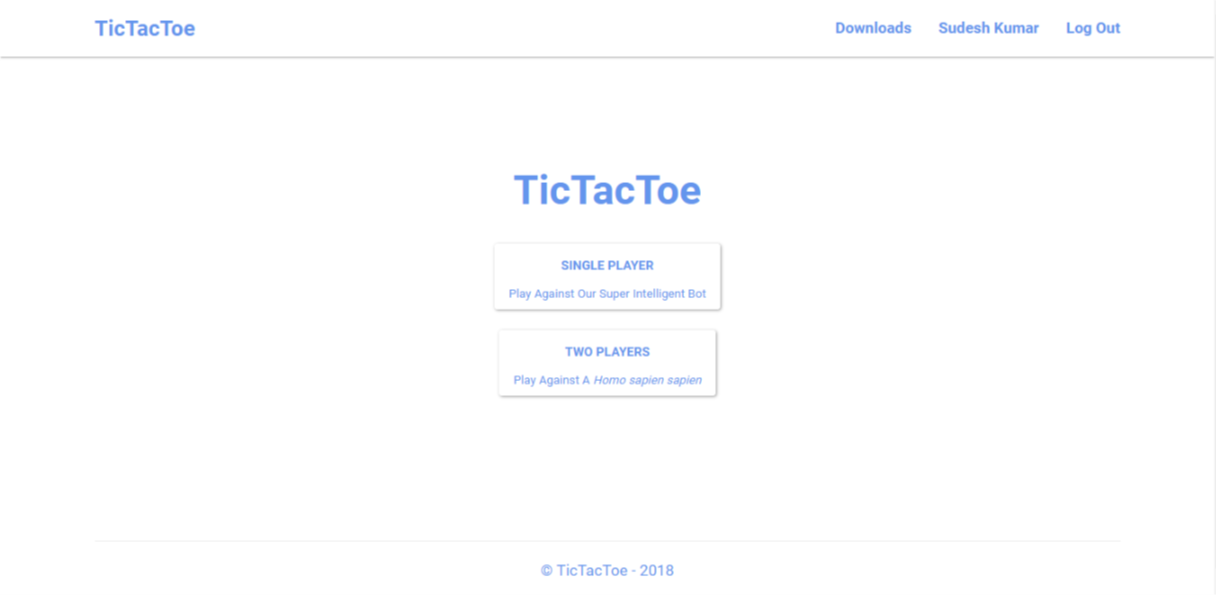 TicTacToe
Downloads Sudesh Kumar Log Out
TicTacToe
SINGLE PLAYER
Play Against Our Super Intelligent Bot
TWO PLAYERS
Play Against A Homo sapien sapien
© TicTacToe - 2018